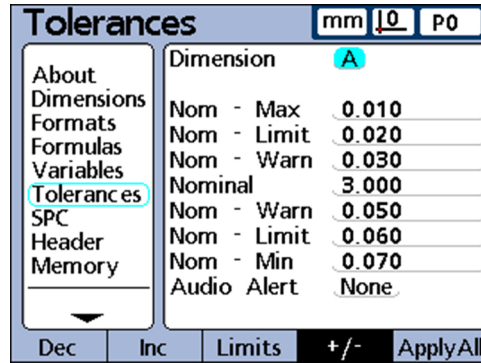 Tolerances mm 0 P0
About
Dimensions
Formats
Formulas
Variables
Tolerances
SPC
Header
Memory
Dimension A
Nom - Max 0.010
Nom - Limit 0.020
Nom - Warn 0.030
Nominal 3.000
Nom - Warn 0.050
Nom - Limit 0.060
Nom - Min 0.070
Audio Alert None
Dec Inc Limits +/- ApplyAll